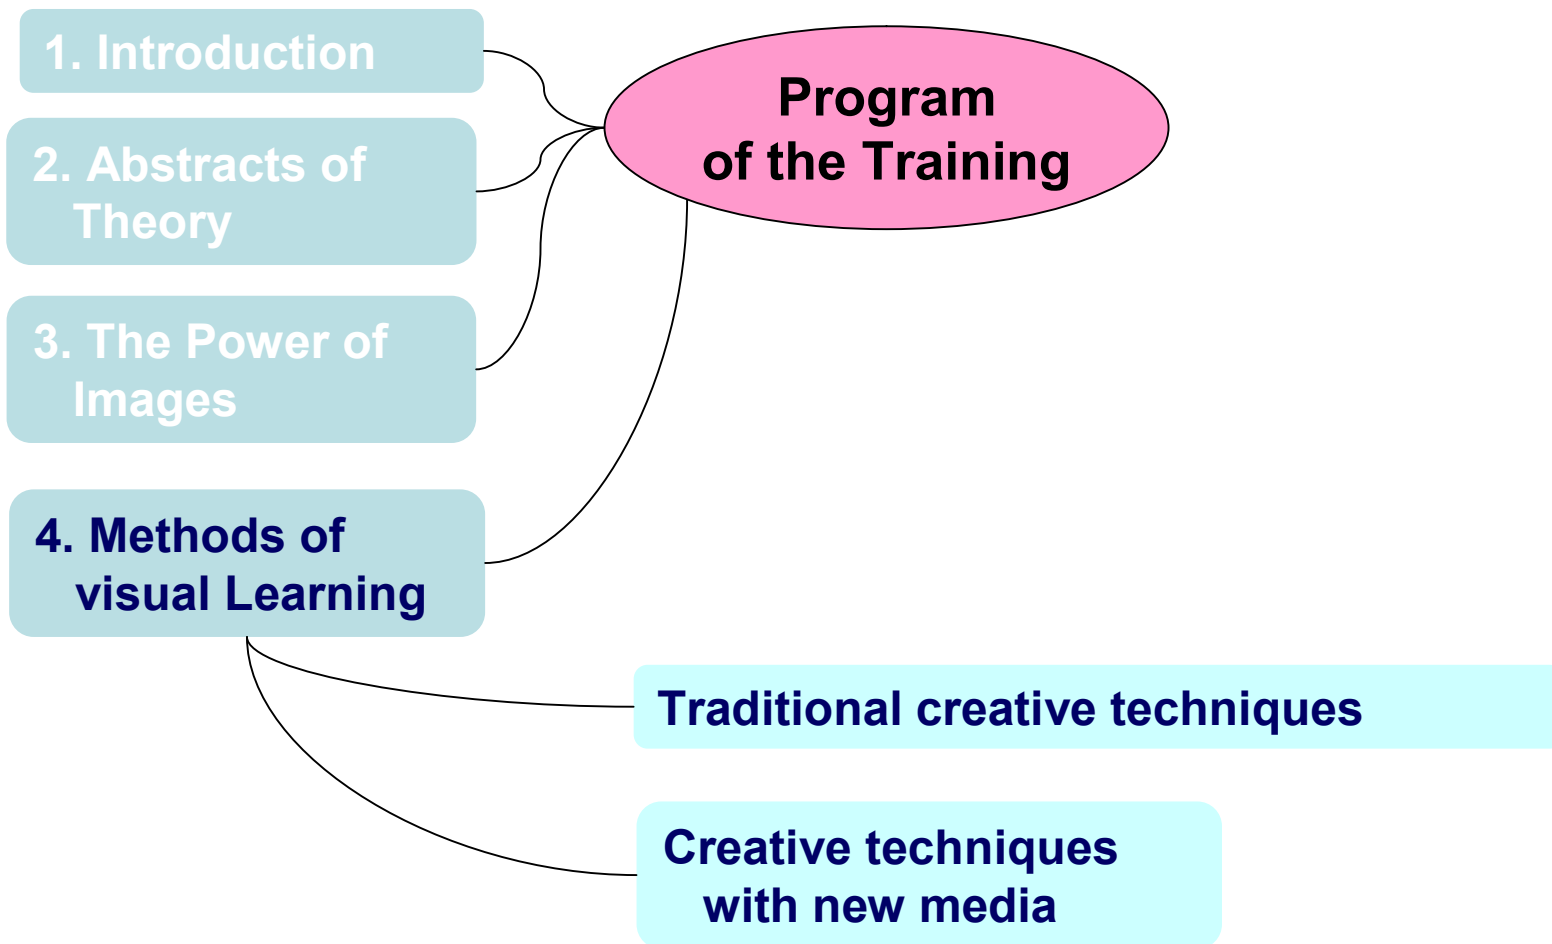 1. Introduction
Program
of the Training
2. Abstracts of
Theory
3. The Power of
Images
4. Methods of
visual Learning
Traditional creative techniques
Creative techniques
with new media